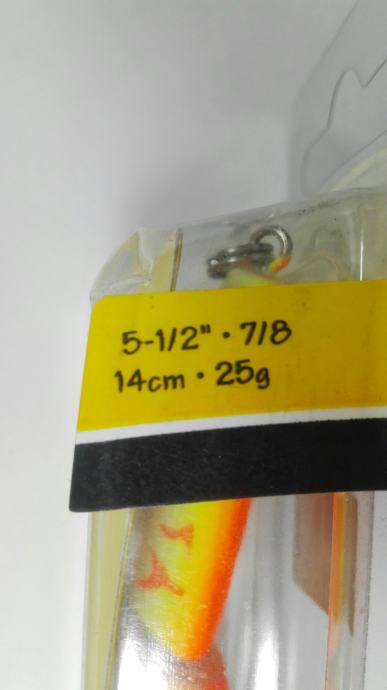 5-1/2" • 7/8
14cm • 25g